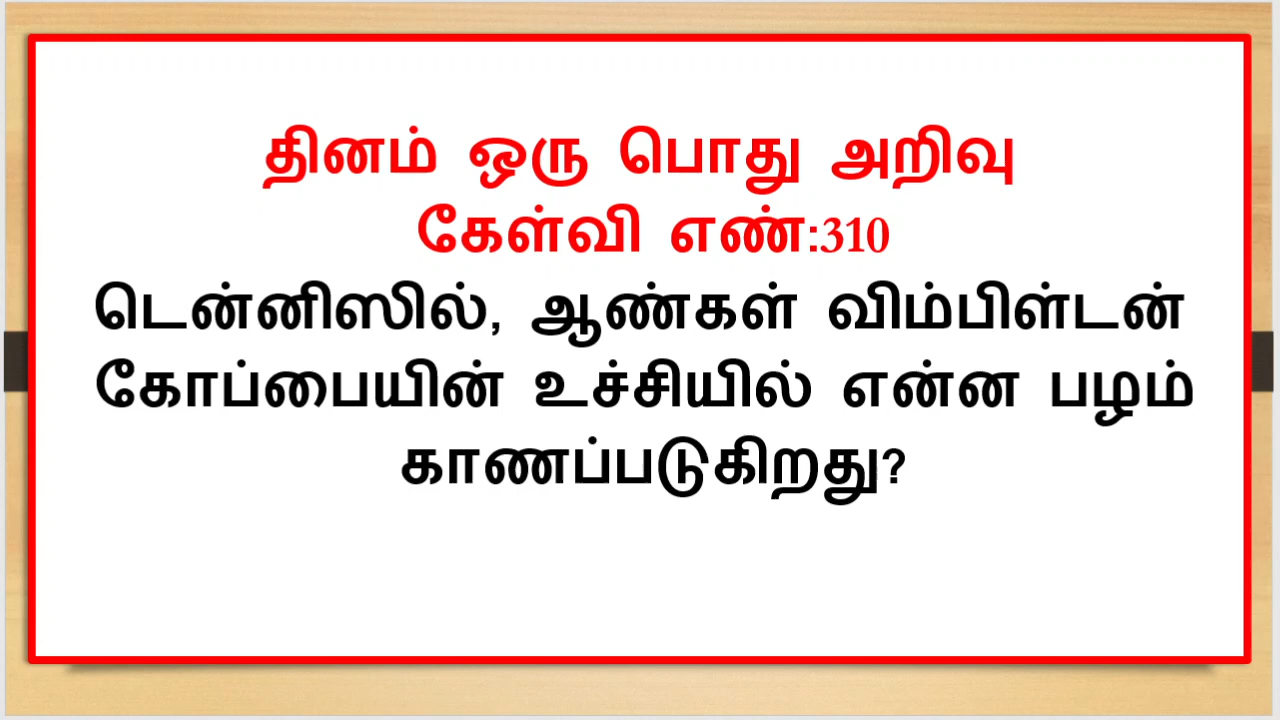 தினம் ஒரு பொது அறிவு
கேள்வி எண்:310
டென்னிஸில், ஆண்கள் விம்பிள்டன்
கோப்பையின் உச்சியில் என்ன பழம்
காணப்படுகிறது?